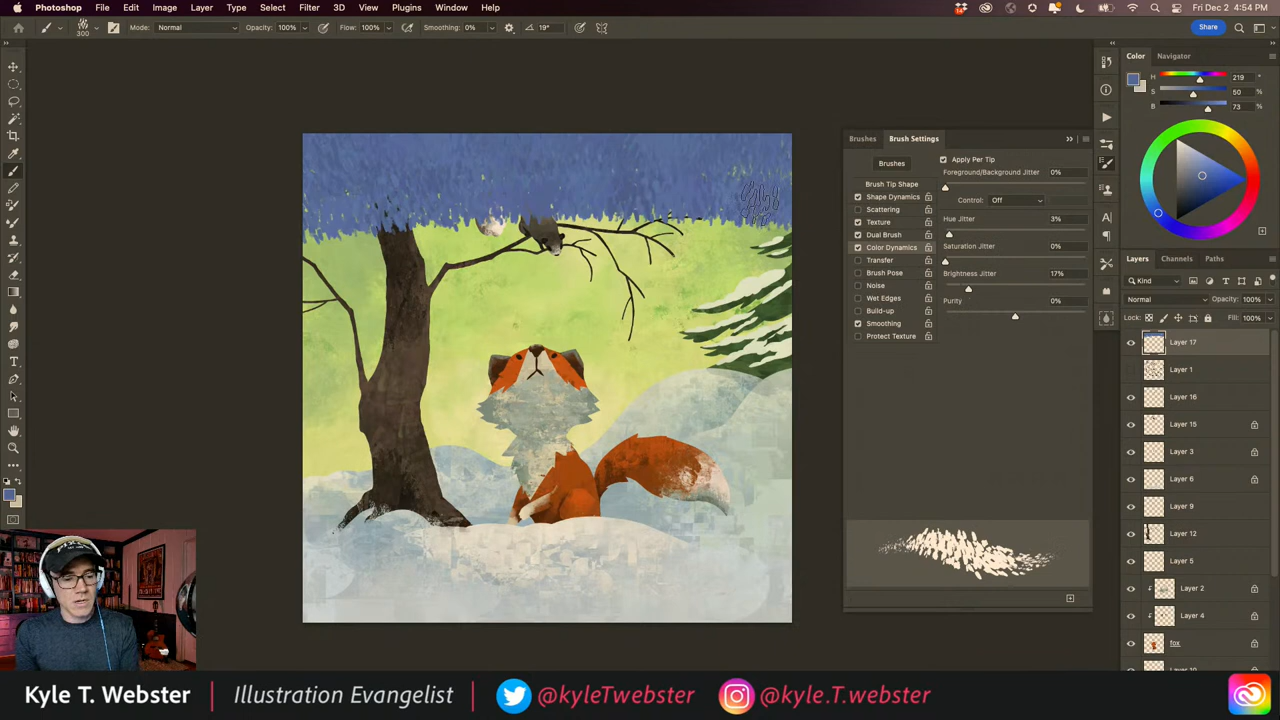 Photoshop File Edit Image Layer Type Select Filter 3D View Plugins Window Help Fri Dec 2 4:54 PM
300 Mode: Normal Opacity: 100% Flow: 100% Smoothing: 0% 19° Share
Color Navigator
H 219
S 50 %
B 73 %
Brushes Brush Settings
Brushes
Apply Per Tip
Foreground/Background Jitter 0%
Control: Off
Hue Jitter 3%
Saturation Jitter 0%
Brightness Jitter 17%
Purity 0%
Brush Tip Shape
Shape Dynamics
Scattering
Texture
Dual Brush
Color Dynamics
Transfer
Brush Pose
Noise
Wet Edges
Build-up
Smoothing
Protect Texture
Layers Channels Paths
Kind
Normal Opacity: 100%
Lock: Fill: 100%
Layer 17
Layer 1
Layer 16
Layer 15
Layer 3
Layer 6
Layer 9
Layer 12
Layer 5
Layer 2
Layer 4
fox
Kyle T. Webster | Illustration Evangelist @kyleTwebster | @kyle.T.webster